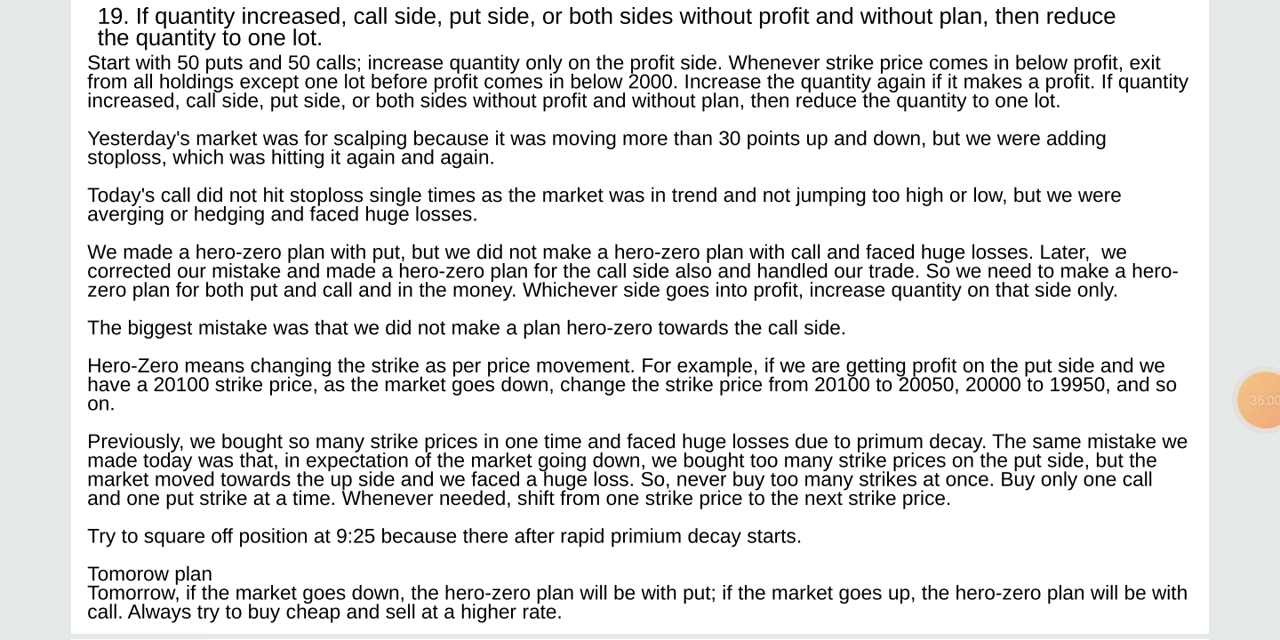 19. If quantity increased, call side, put side, or both sides without profit and without plan, then reduce
the quantity to one lot.
Start with 50 puts and 50 calls; increase quantity only on the profit side. Whenever strike price comes in below profit, exit
from all holdings except one lot before profit comes in below 2000. Increase the quantity again if it makes a profit. If quantity
increased, call side, put side, or both sides without profit and without plan, then reduce the quantity to one lot.
Yesterday's market was for scalping because it was moving more than 30 points up and down, but we were adding
stoploss, which was hitting it again and again.
Today's call did not hit stoploss single times as the market was in trend and not jumping too high or low, but we were
averging or hedging and faced huge losses.
We made a hero-zero plan with put, but we did not make a hero-zero plan with call and faced huge losses. Later,  we
corrected our mistake and made a hero-zero plan for the call side also and handled our trade. So we need to make a hero-
zero plan for both put and call and in the money. Whichever side goes into profit, increase quantity on that side only.
The biggest mistake was that we did not make a plan hero-zero towards the call side.
Hero-Zero means changing the strike as per price movement. For example, if we are getting profit on the put side and we
have a 20100 strike price, as the market goes down, change the strike price from 20100 to 20050, 20000 to 19950, and so
on.
36:00
Previously, we bought so many strike prices in one time and faced huge losses due to primum decay. The same mistake we
made today was that, in expectation of the market going down, we bought too many strike prices on the put side, but the
market moved towards the up side and we faced a huge loss. So, never buy too many strikes at once. Buy only one call
and one put strike at a time. Whenever needed, shift from one strike price to the next strike price.
Try to square off position at 9:25 because there after rapid primium decay starts.
Tomorow plan
Tomorrow, if the market goes down, the hero-zero plan will be with put; if the market goes up, the hero-zero plan will be with
call. Always try to buy cheap and sell at a higher rate.